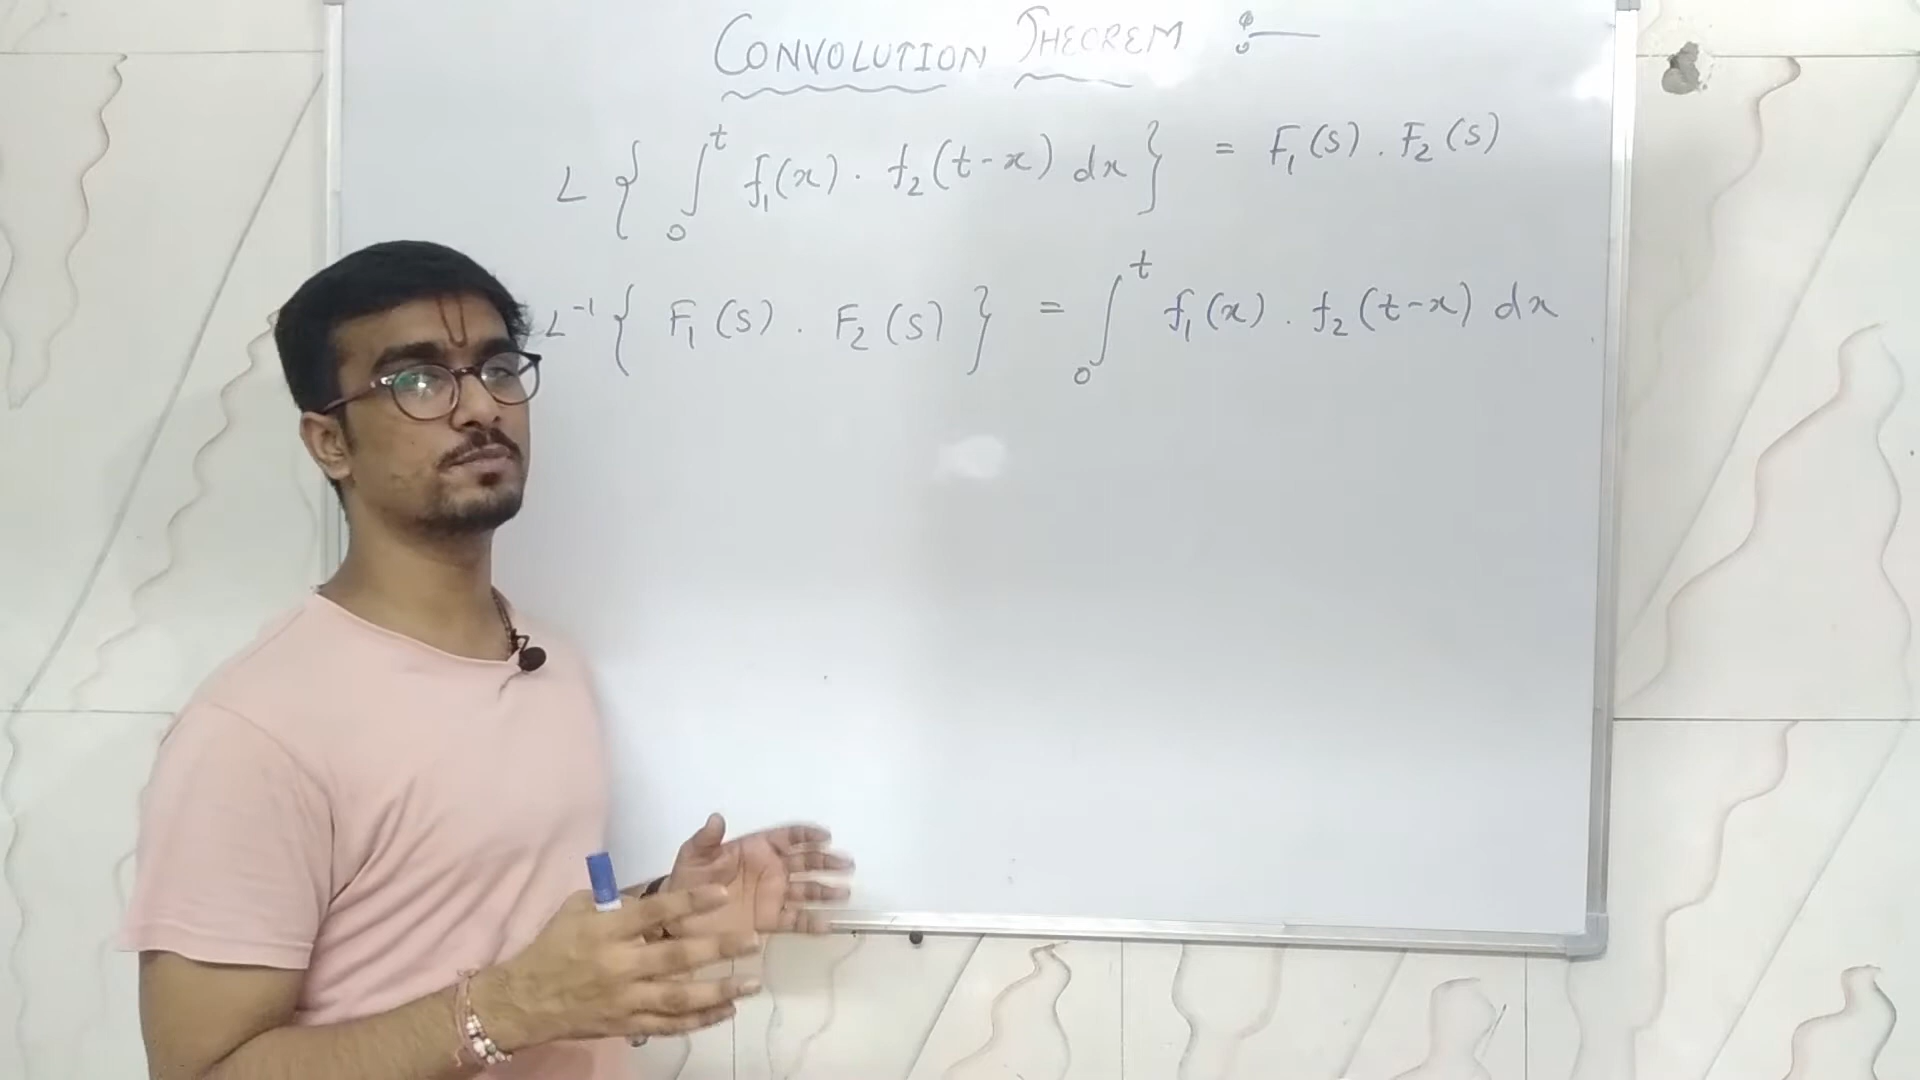 CONVOLUTION THEOREM :—
L { ∫₀ᵗ f₁(x) . f₂(t-x) dx } = F₁(s) . F₂(s)
L⁻¹ { F₁(s) . F₂(s) } = ∫₀ᵗ f₁(x) . f₂(t-x) dx